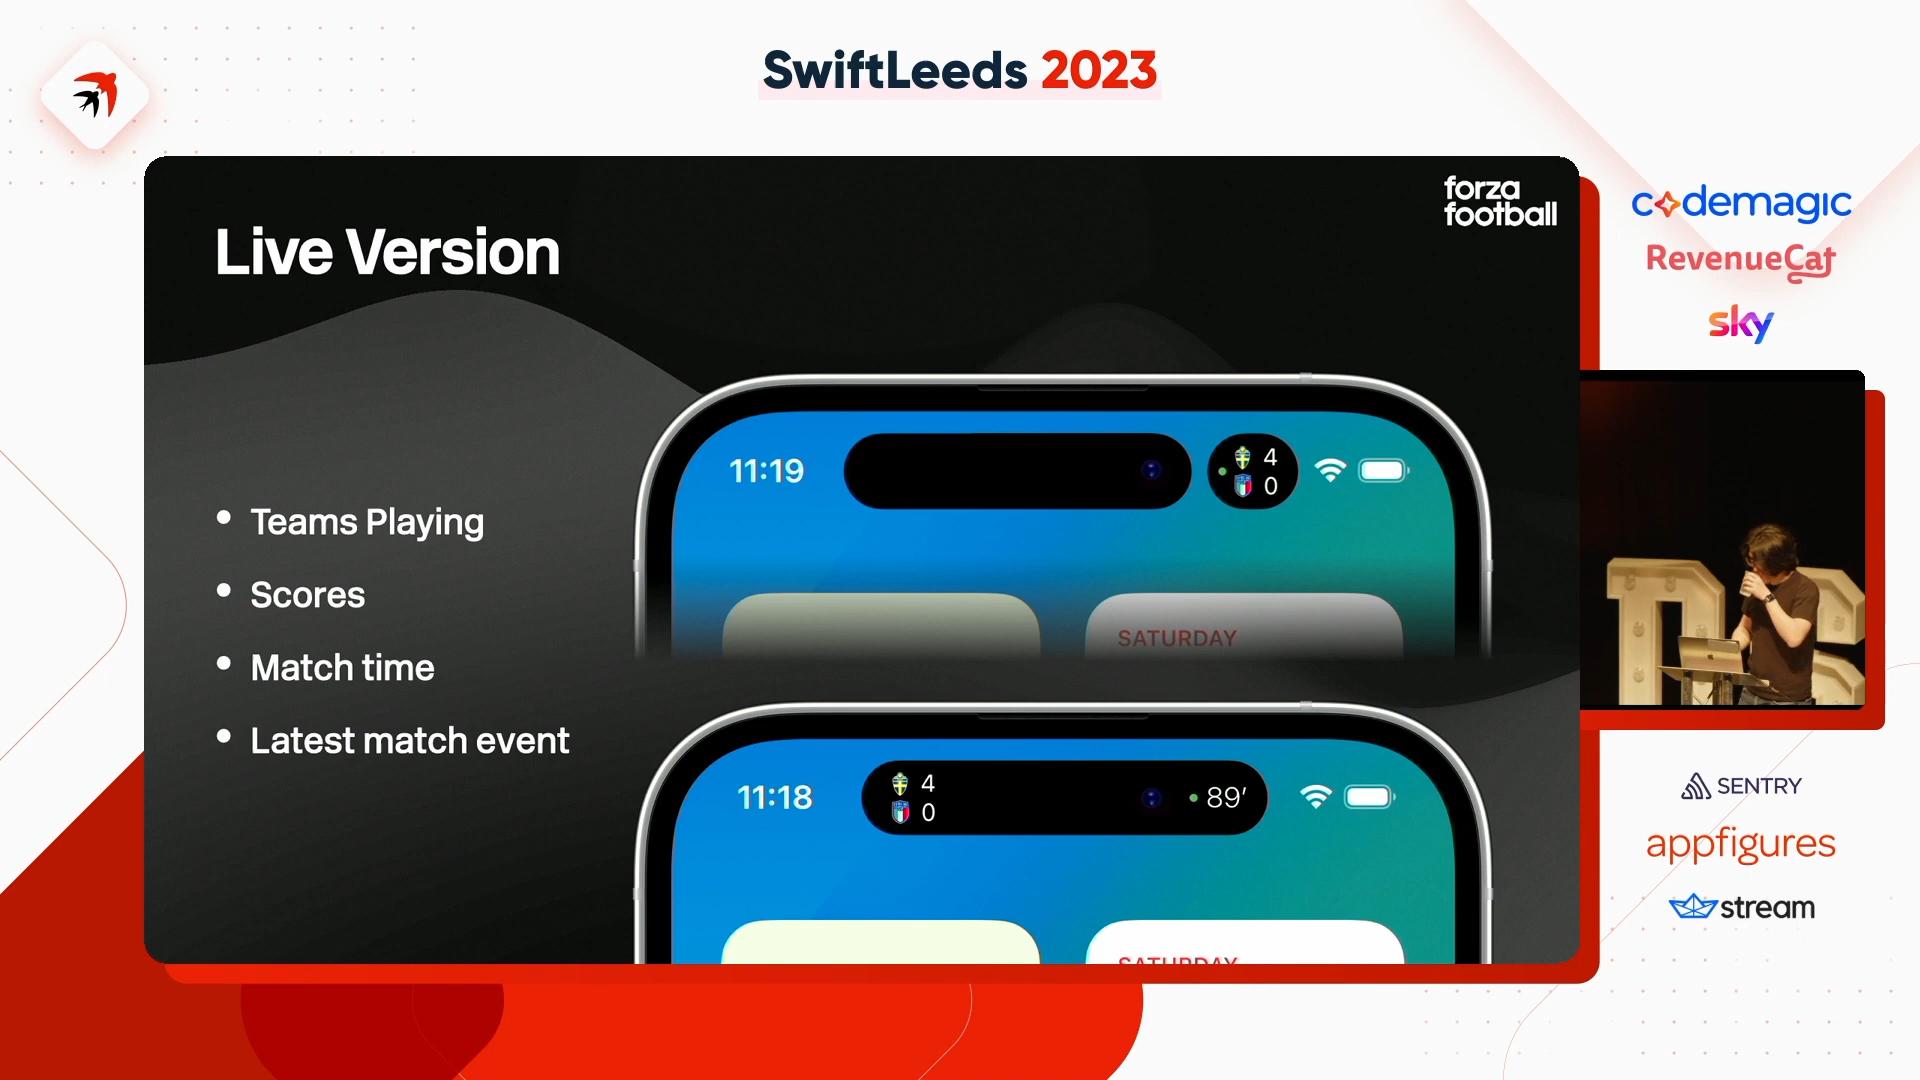 SwiftLeeds 2023
forza
football
Live Version
Teams Playing
Scores
Match time
Latest match event
11:19
4
0
SATURDAY
11:18
4
0
89’
SATURDAY
codemagic
RevenueCat
sky
SENTRY
appfigures
stream